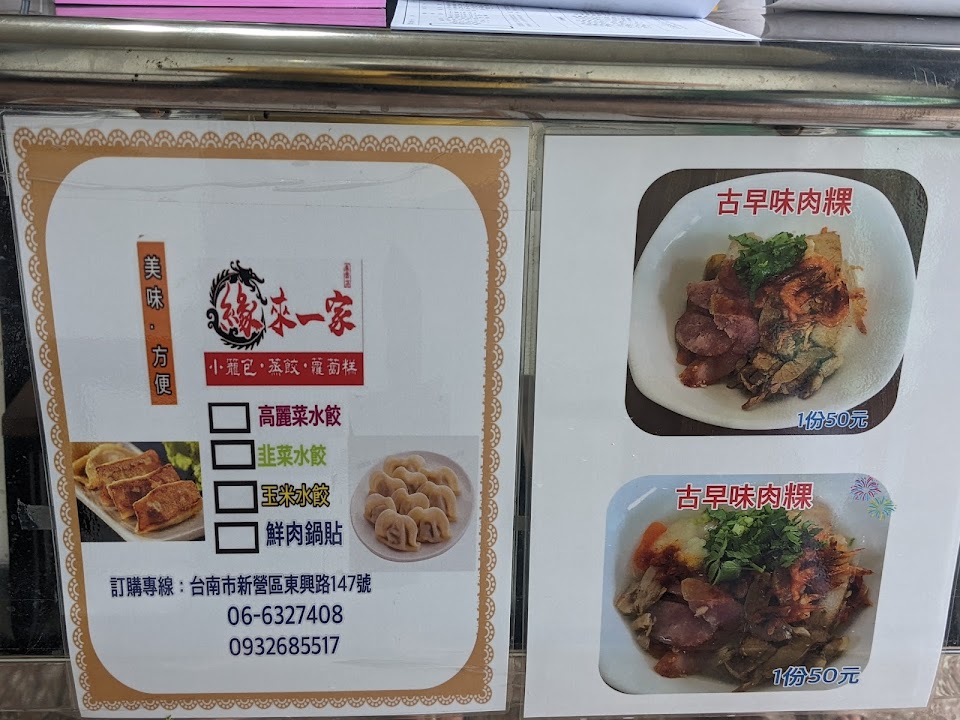 美味·方便
緣來一家
小籠包·蒸餃·蘿蔔糕
高麗菜水餃
韭菜水餃
玉米水餃
鮮肉鍋貼
訂購專線：台南市新營區東興路147號
06-6327408
0932685517
古早味肉粿
1份50元
古早味肉粿
1份50元